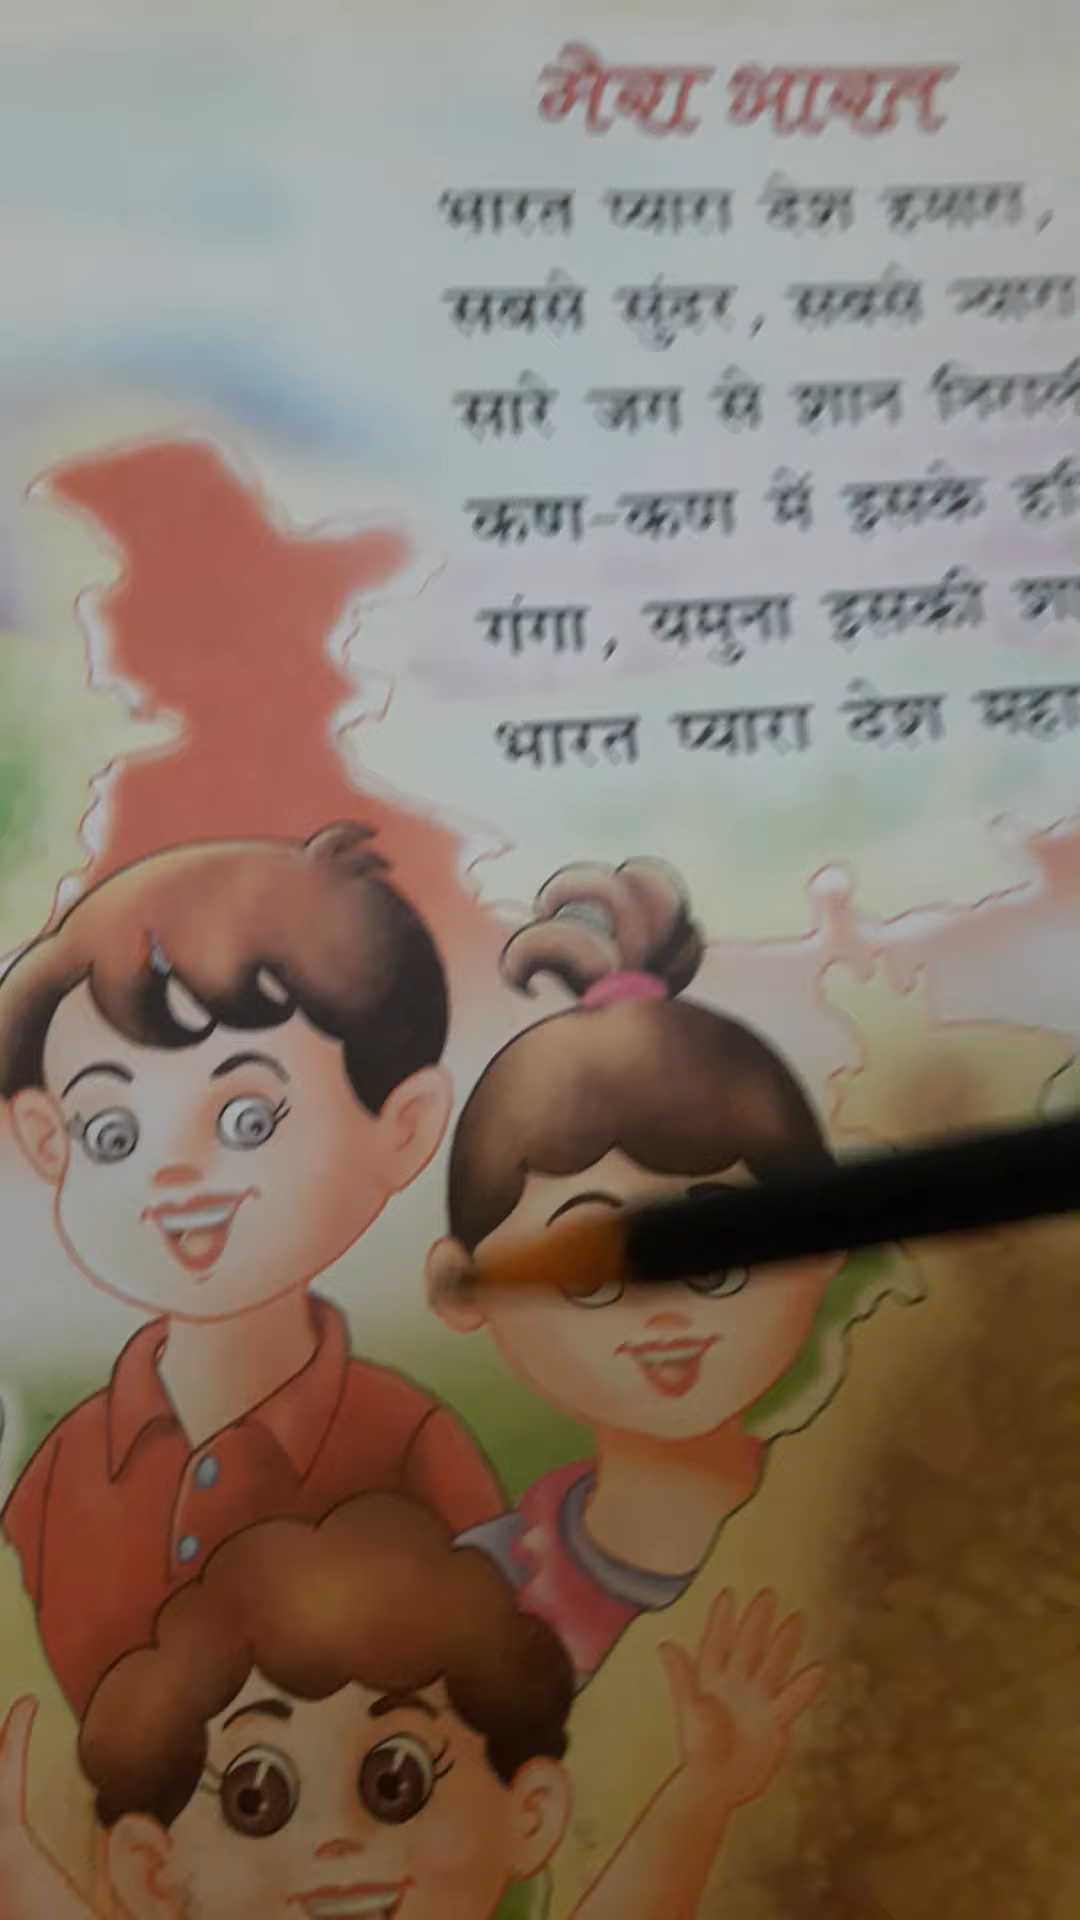 मेरा भारत
भारत प्यारा देश हमारा,
सबसे सुंदर, सबसे न्यारा
सारे जग से शान
कण-कण में इसके
गंगा, यमुना इसकी
भारत प्यारा देश